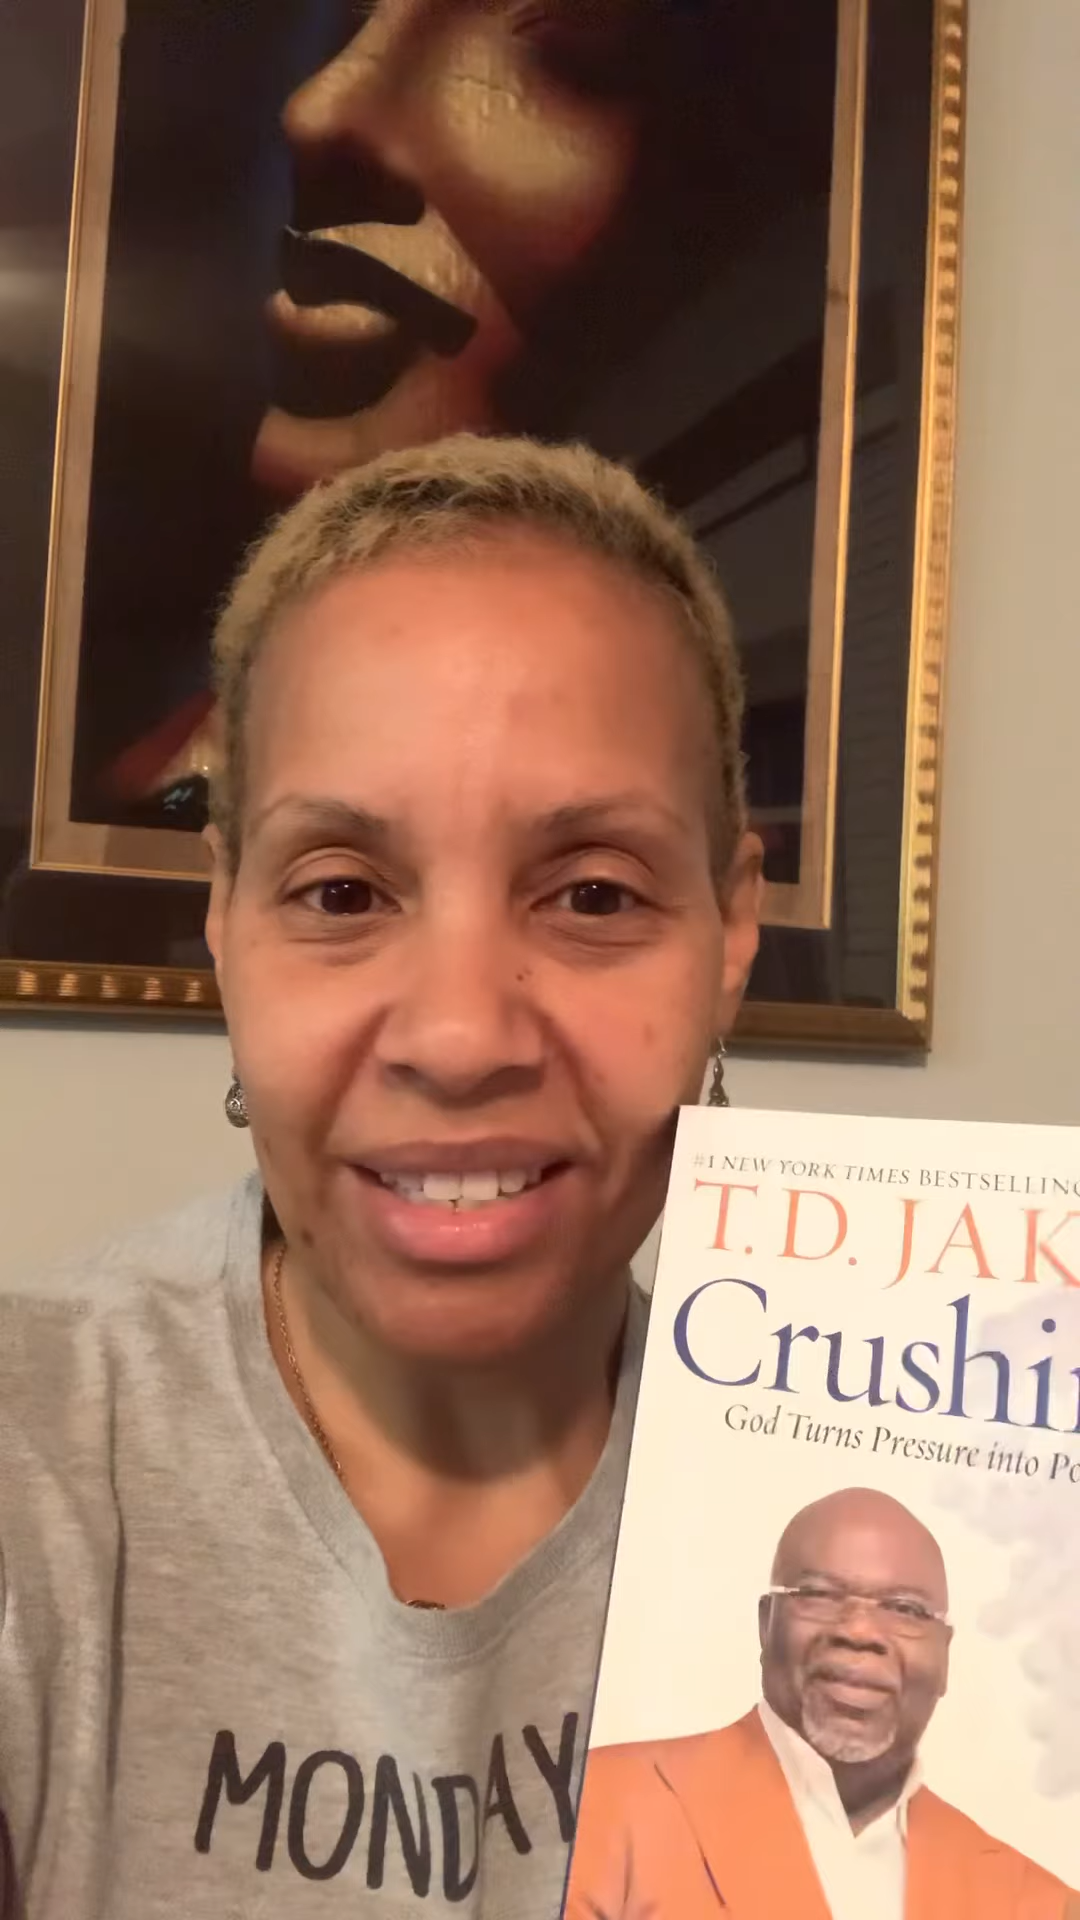 #1 NEW YORK TIMES BESTSELLING
T.D. JAK
Crushi
God Turns Pressure into Po
MONDAY